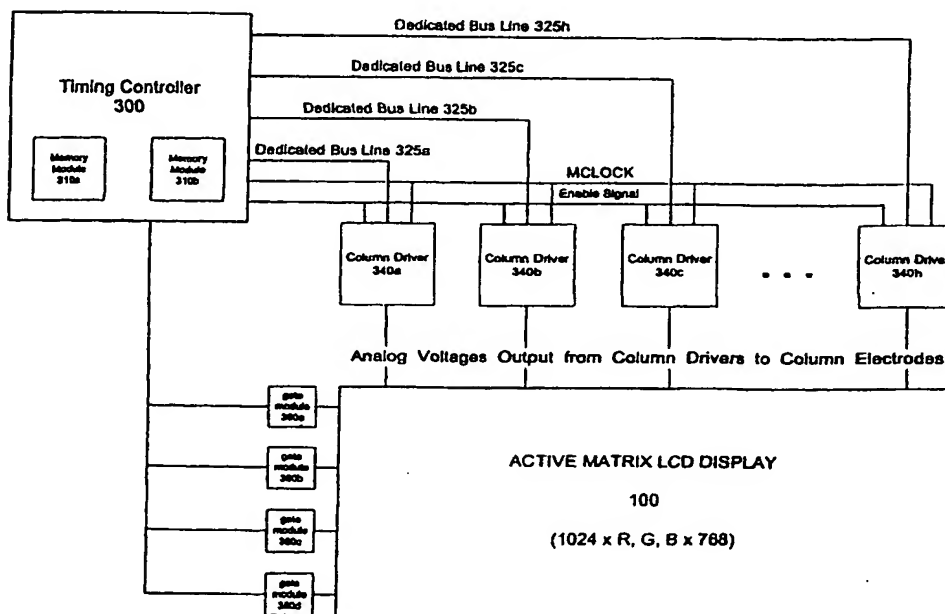 Dedicated Bus Line 325h
Dedicated Bus Line 325c
Timing Controller
300
Dedicated Bus Line 325b
Dedicated Bus Line 325a
Memory
Module
310a
Memory
Module
310b
MCLOCK
Enable Signal
Column Driver
340a
Column Driver
340b
Column Driver
340c
. . .
Column Driver
340h
Analog Voltages Output from Column Drivers to Column Electrodes
gate
module
360a
gate
module
360b
gate
module
360c
gate
module
360d
ACTIVE MATRIX LCD DISPLAY
100
(1024 x R, G, B x 768)